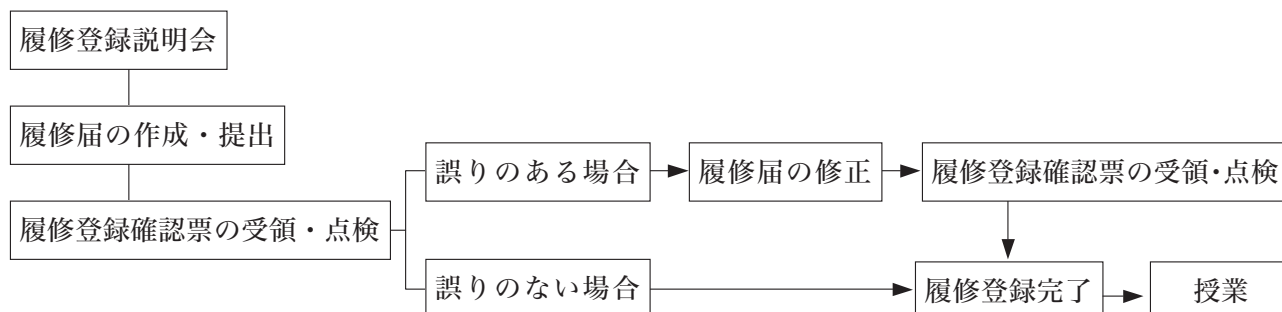 履修登録説明会
履修届の作成・提出
履修登録確認票の受領・点検
誤りのある場合
履修届の修正
履修登録確認票の受領・点検
誤りのない場合
履修登録完了
授業